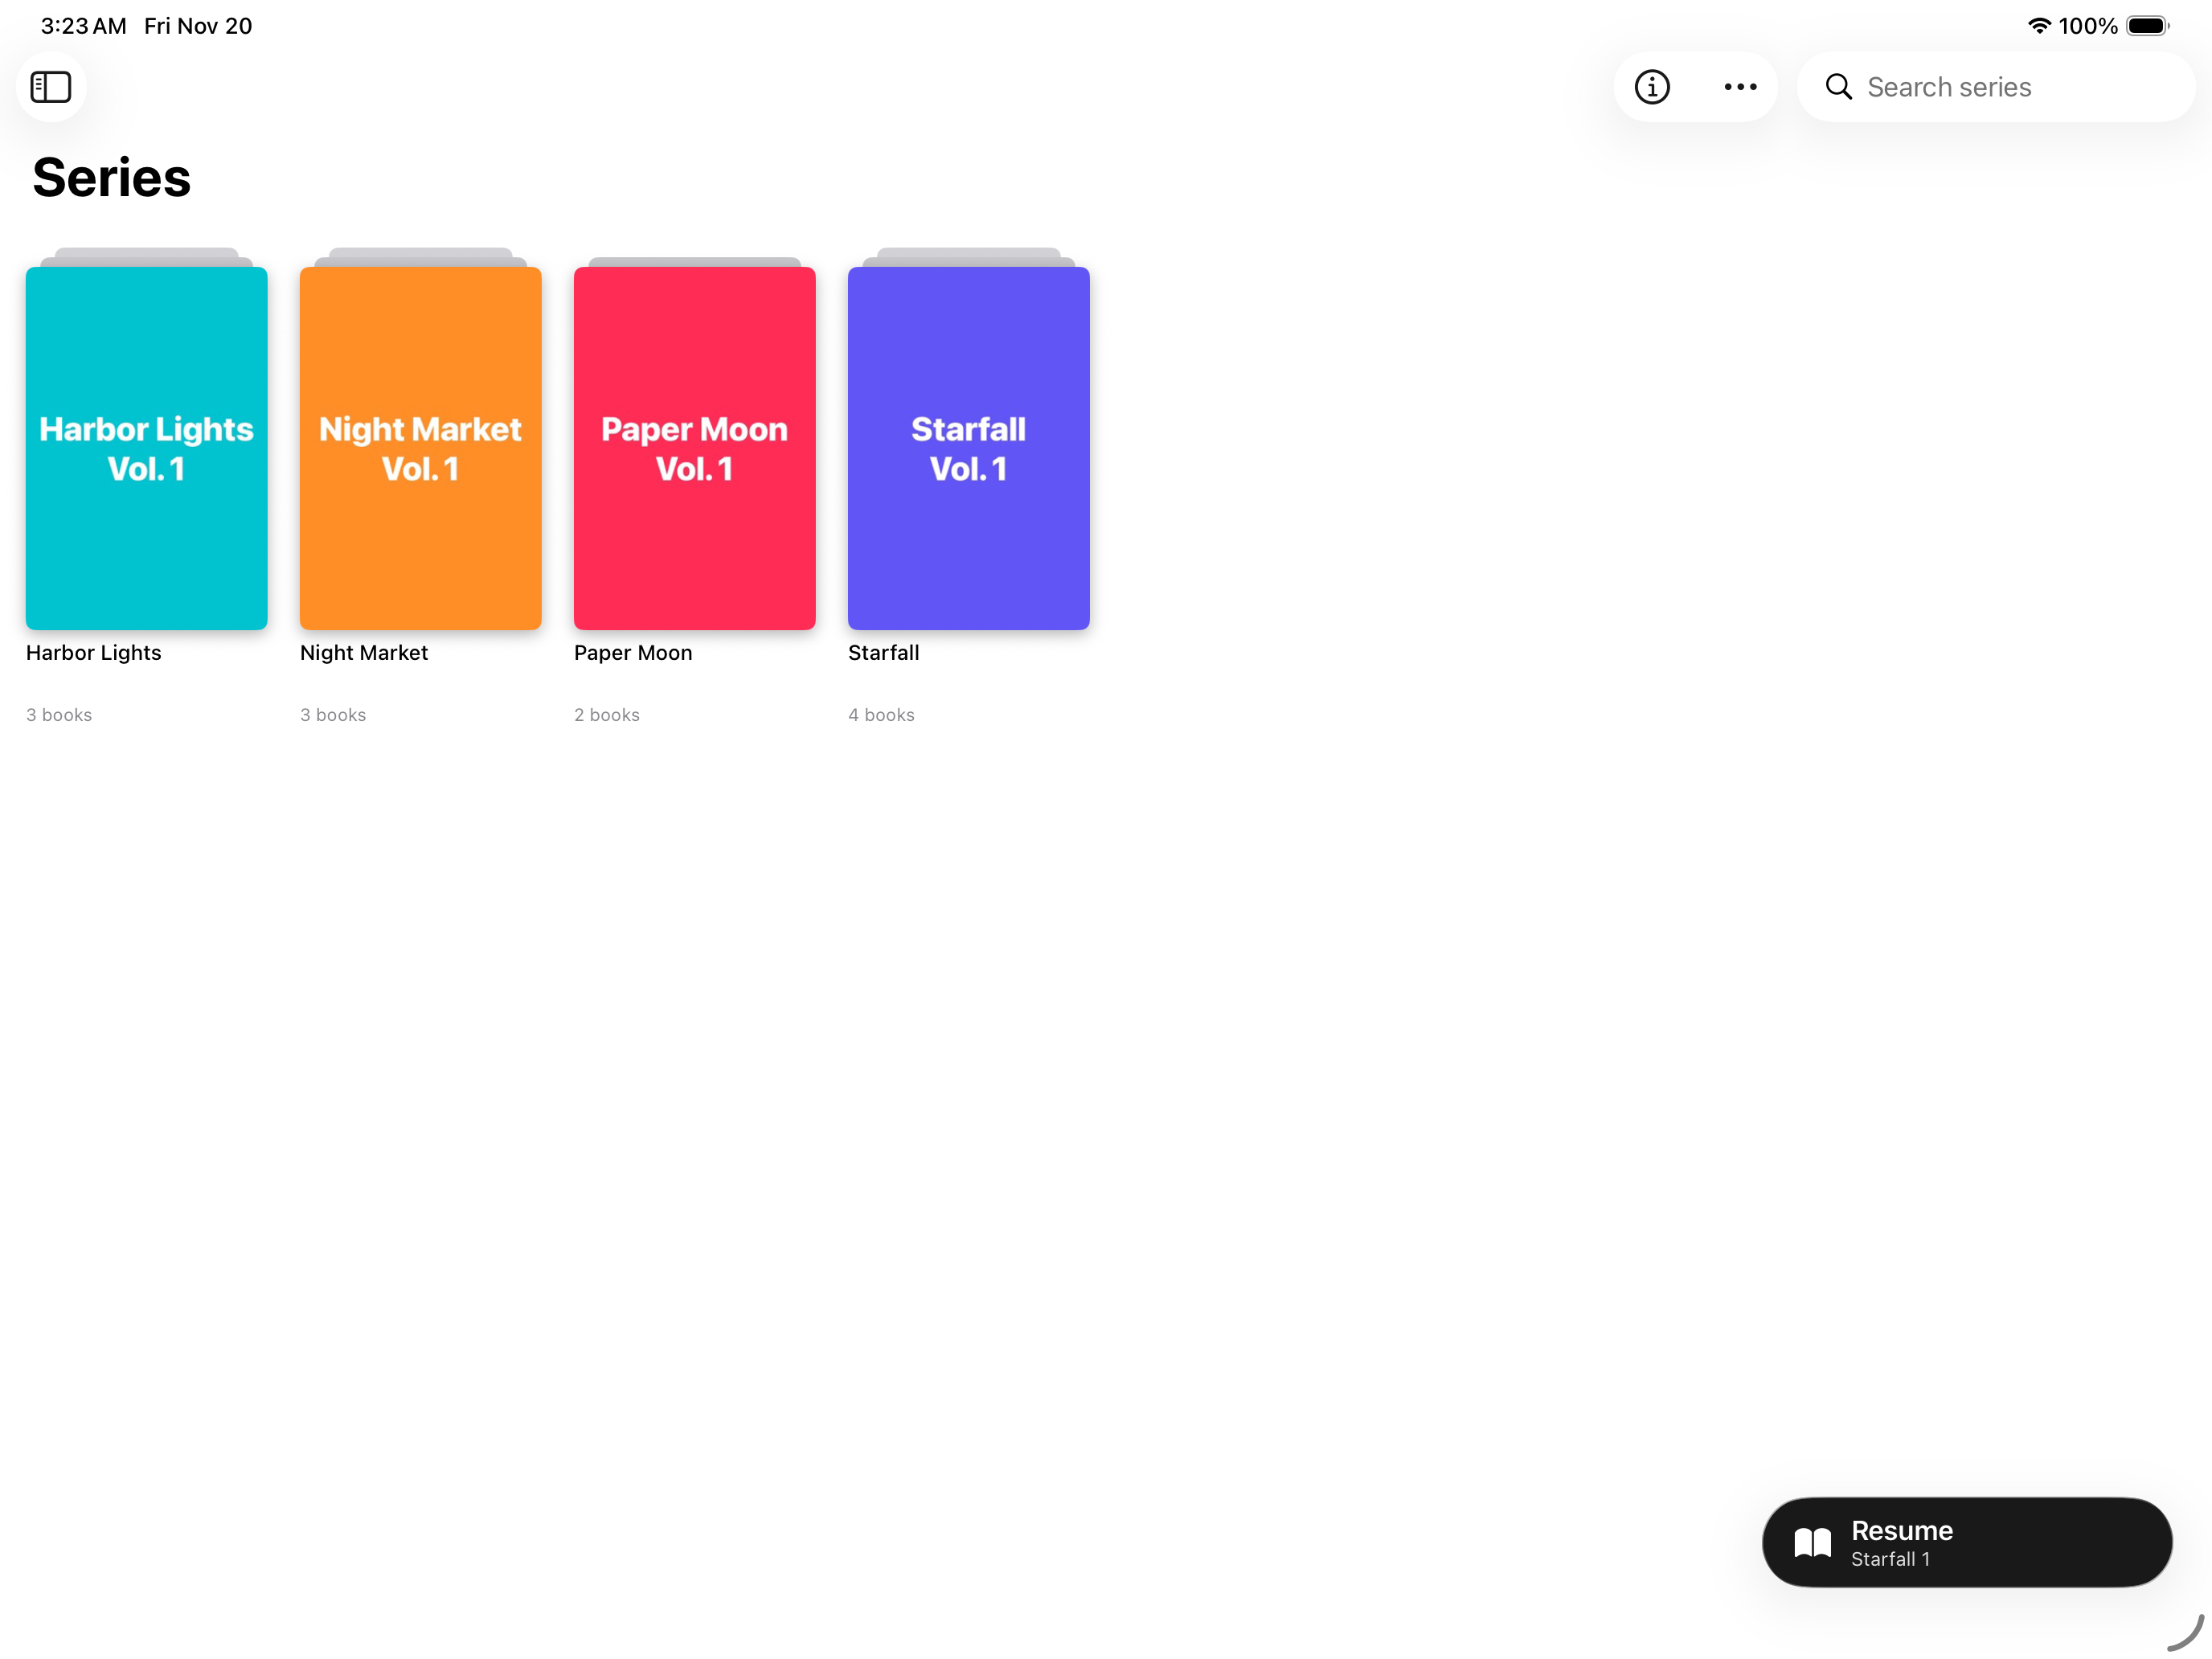 3:23 AM Fri Nov 20
100%
Search series
Series
Harbor Lights
Vol. 1
Night Market
Vol. 1
Paper Moon
Vol. 1
Starfall
Vol. 1
Harbor Lights
Night Market
Paper Moon
Starfall
3 books
3 books
2 books
4 books
Resume
Starfall 1